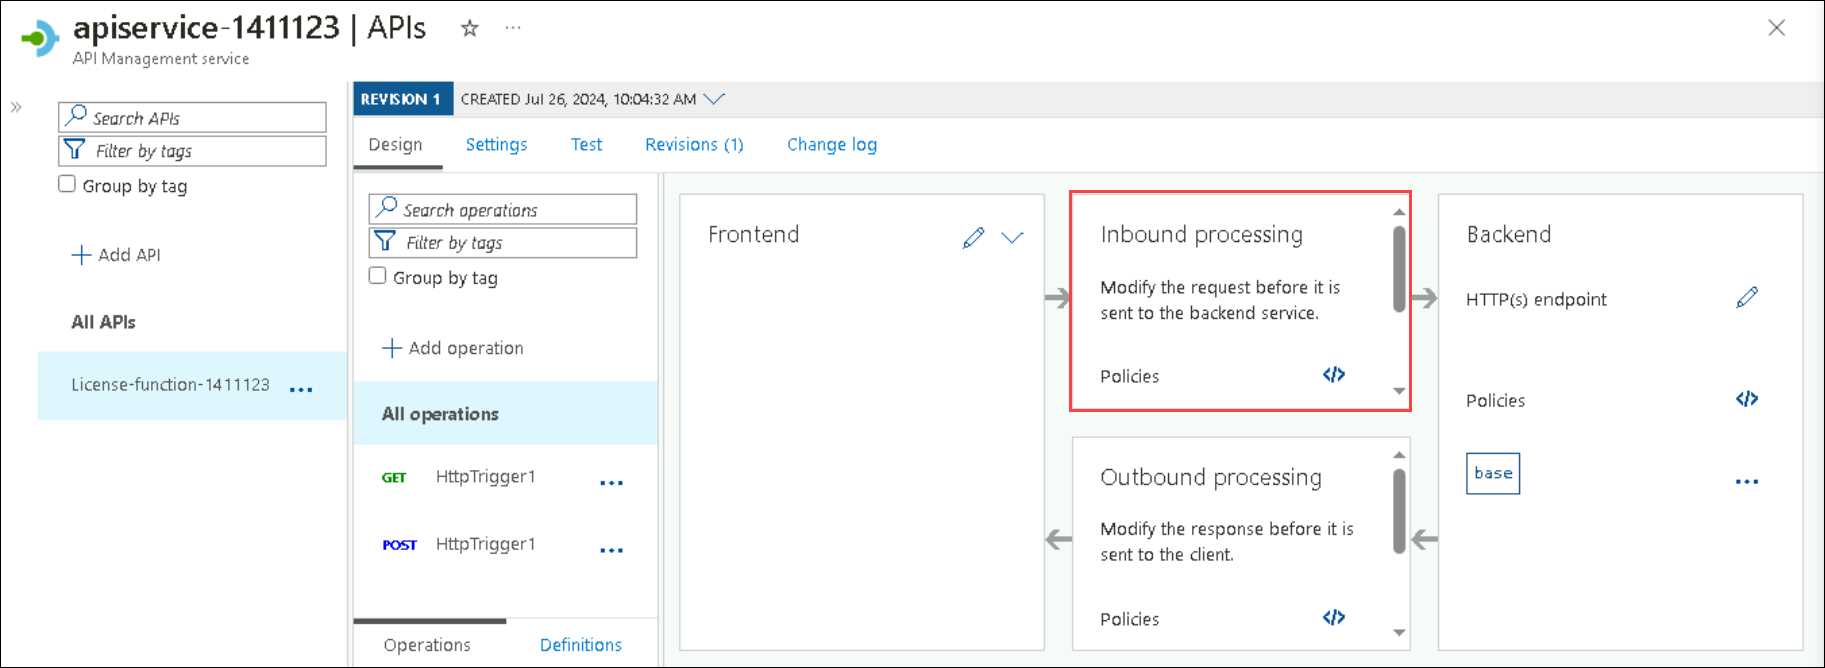 apiservice-1411123 | APIs
API Management service
Search APIs
Filter by tags
Group by tag
Add API
All APIs
License-function-1411123
REVISION 1
CREATED Jul 26, 2024, 10:04:32 AM
Design
Settings
Test
Revisions (1)
Change log
Search operations
Filter by tags
Group by tag
Add operation
All operations
GET HttpTrigger1
POST HttpTrigger1
Operations
Definitions
Frontend
Inbound processing
Modify the request before it is
sent to the backend service.
Policies
Outbound processing
Modify the response before it is
sent to the client.
Policies
Backend
HTTP(s) endpoint
Policies
base